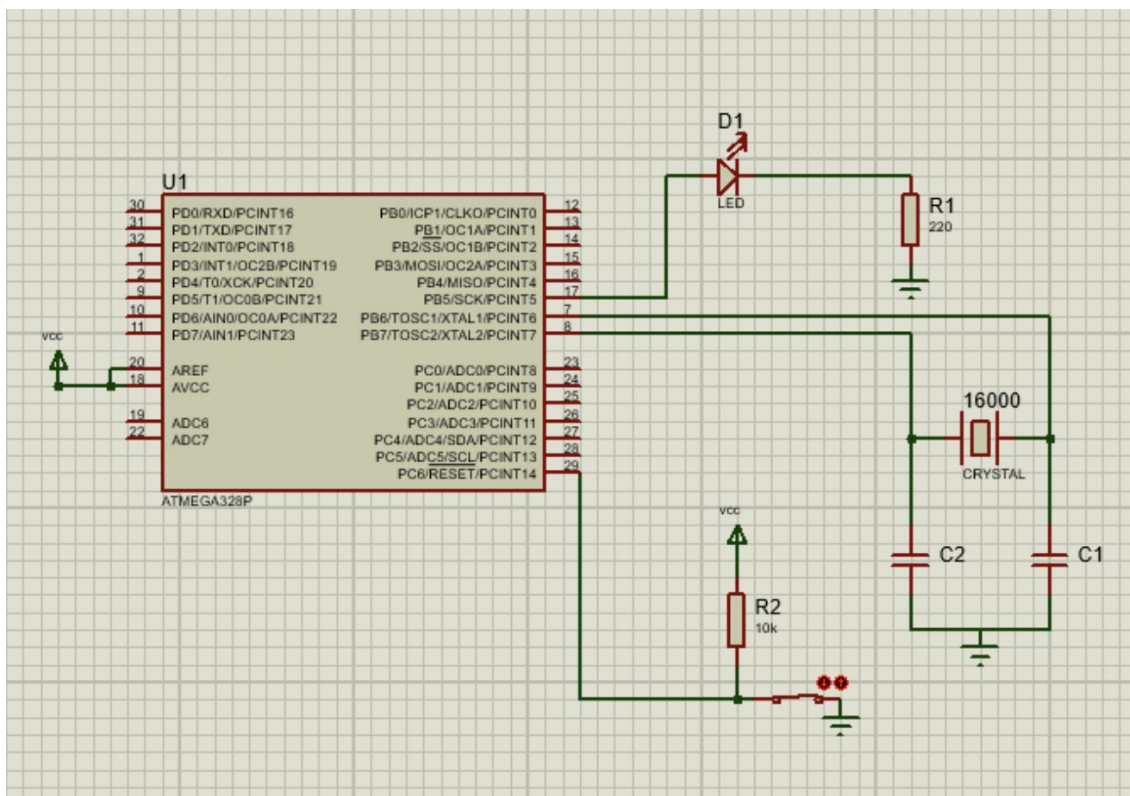 D1
LED
R1
220
U1
30 PD0/RXD/PCINT16
31 PD1/TXD/PCINT17
32 PD2/INT0/PCINT18
1 PD3/INT1/OC2B/PCINT19
2 PD4/T0/XCK/PCINT20
9 PD5/T1/OC0B/PCINT21
10 PD6/AIN0/OC0A/PCINT22
11 PD7/AIN1/PCINT23
20 AREF
18 AVCC
19 ADC6
22 ADC7
PB0/ICP1/CLKO/PCINT0 12
PB1/OC1A/PCINT1 13
PB2/SS/OC1B/PCINT2 14
PB3/MOSI/OC2A/PCINT3 15
PB4/MISO/PCINT4 16
PB5/SCK/PCINT5 17
PB6/TOSC1/XTAL1/PCINT6 7
PB7/TOSC2/XTAL2/PCINT7 8
PC0/ADC0/PCINT8 23
PC1/ADC1/PCINT9 24
PC2/ADC2/PCINT10 25
PC3/ADC3/PCINT11 26
PC4/ADC4/SDA/PCINT12 27
PC5/ADC5/SCL/PCINT13 28
PC6/RESET/PCINT14 29
ATMEGA328P
VCC
16000
CRYSTAL
C2
C1
VCC
R2
10k